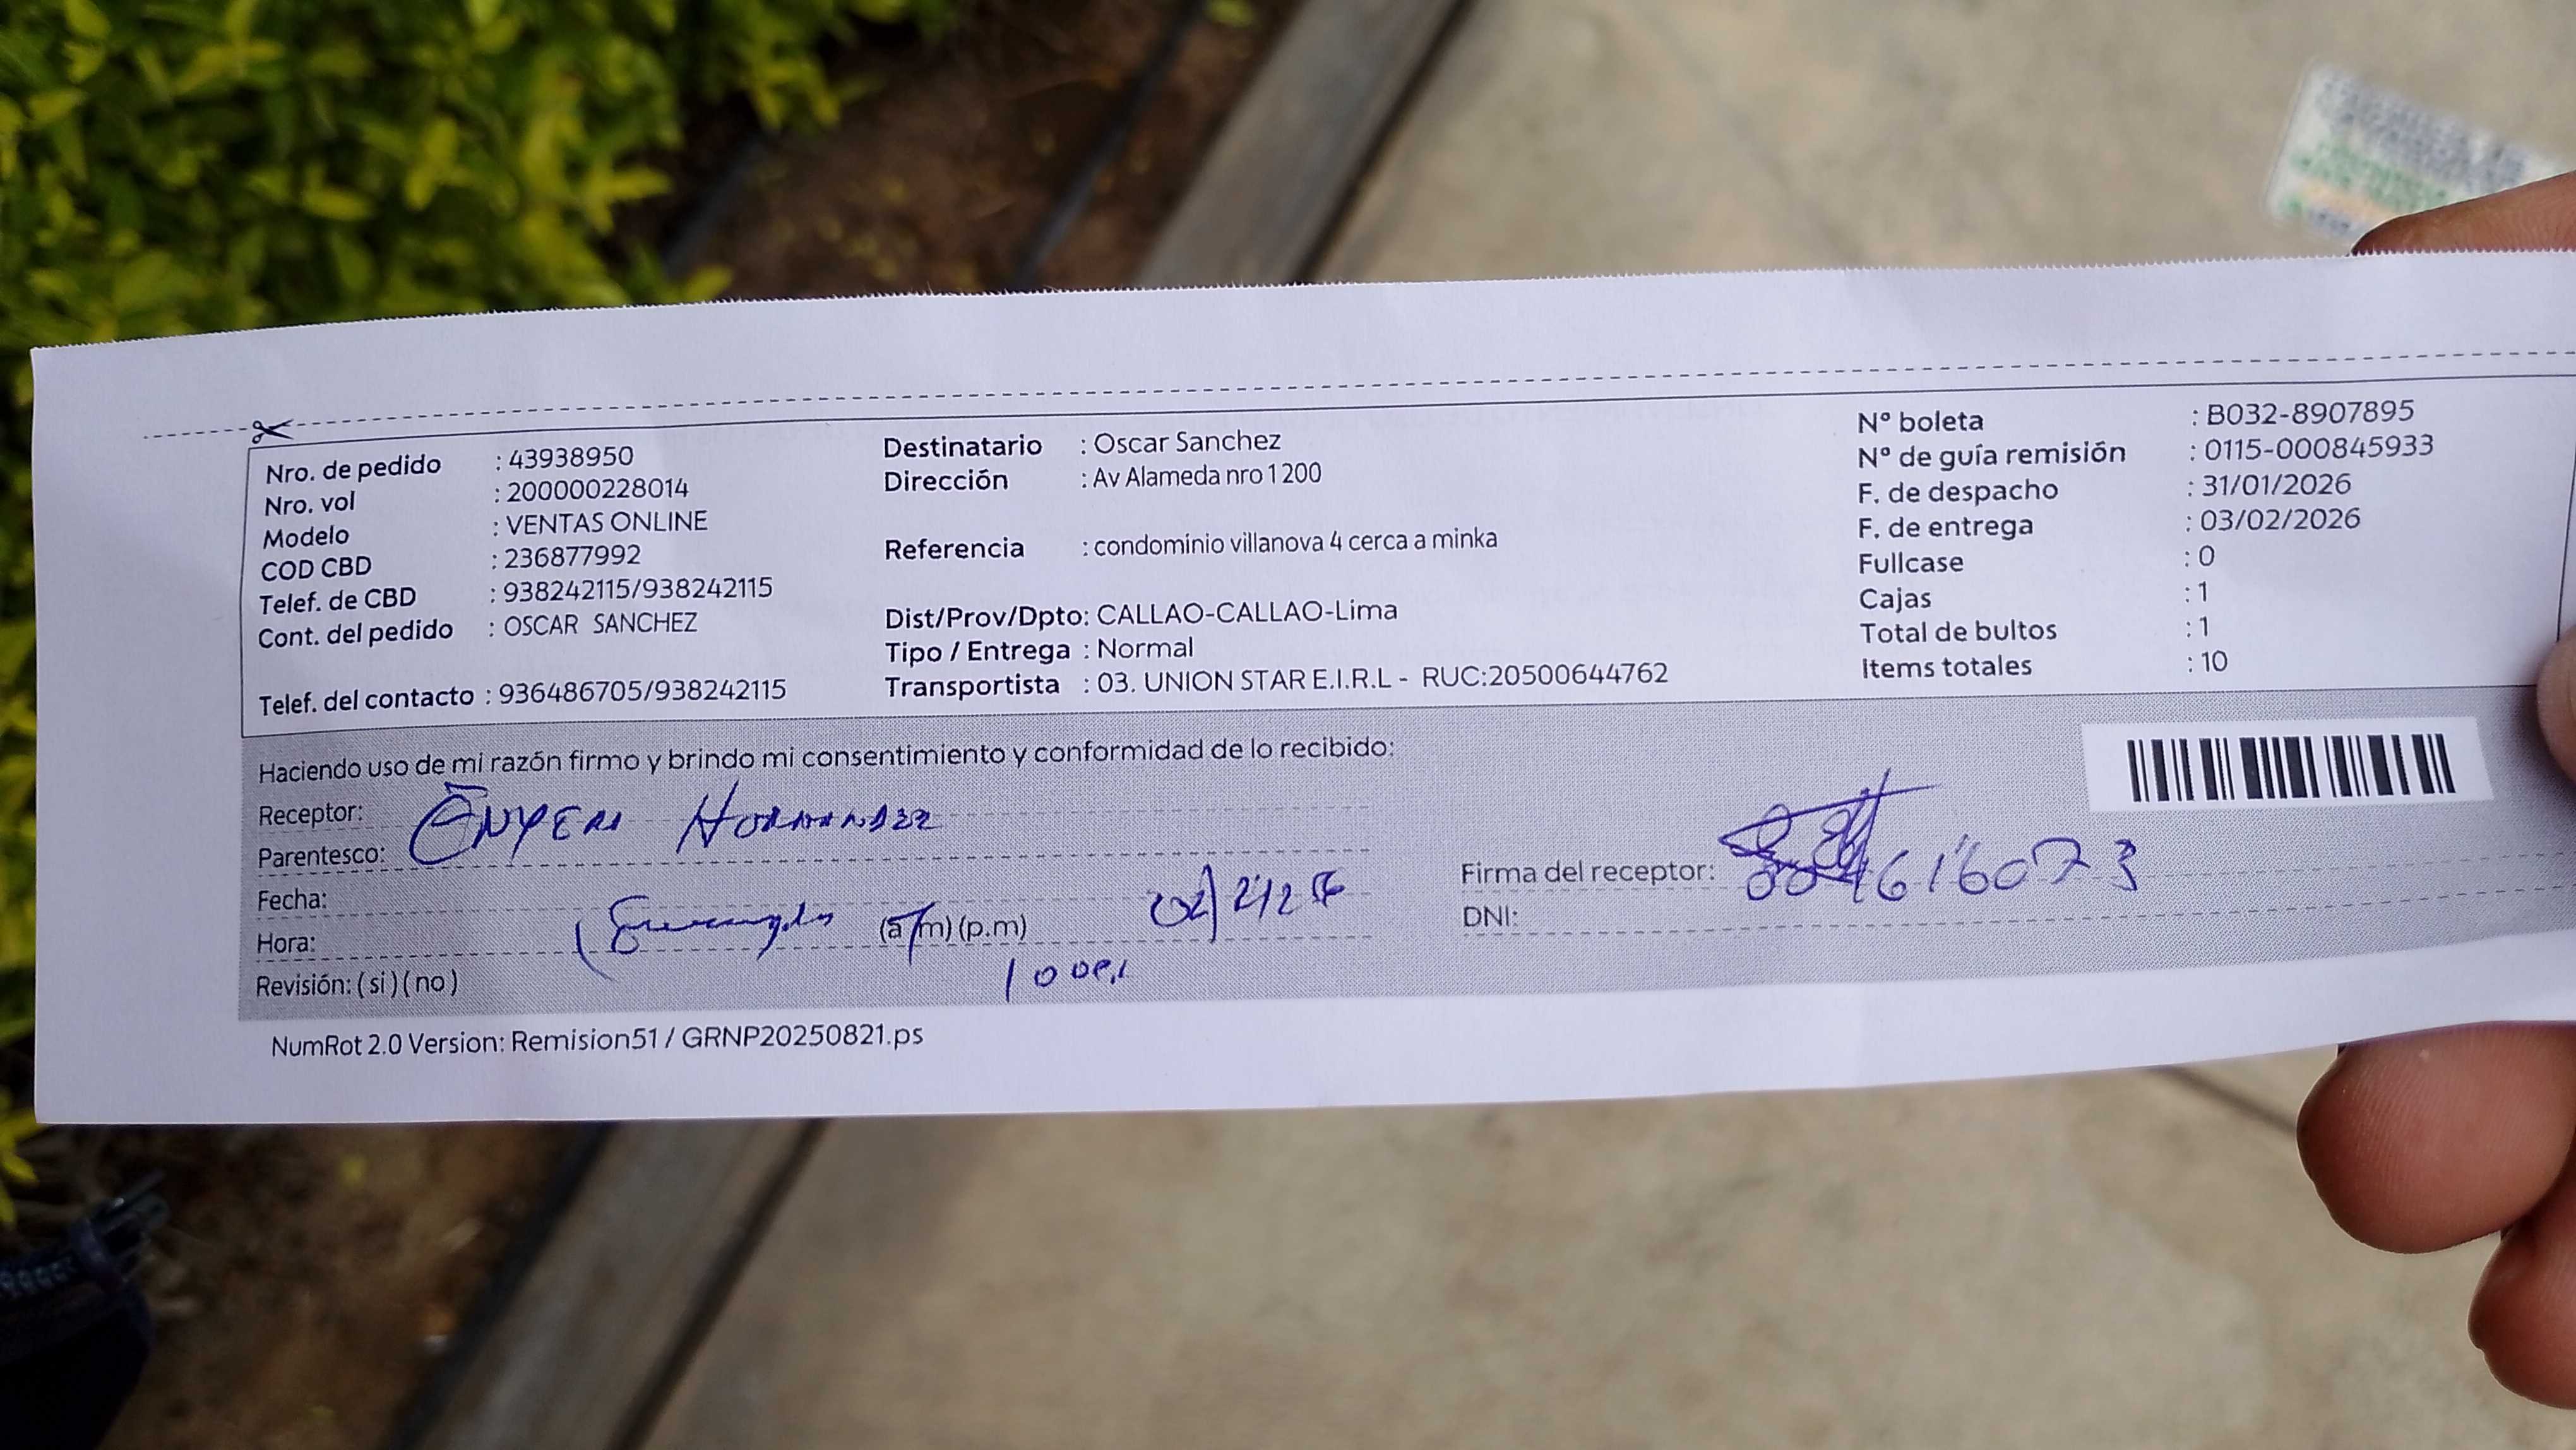 Nro. de pedido : 43938950
Nro. vol : 200000228014
Modelo : VENTAS ONLINE
COD CBD : 236877992
Telef. de CBD : 938242115/938242115
Cont. del pedido : OSCAR SANCHEZ
Telef. del contacto : 936486705/938242115
Destinatario : Oscar Sanchez
Dirección : Av Alameda nro 1200
Referencia : condominio villanova 4 cerca a minka
Dist/Prov/Dpto: CALLAO-CALLAO-Lima
Tipo / Entrega : Normal
Transportista : 03. UNION STAR E.I.R.L - RUC:20500644762
Nº boleta : B032-8907895
Nº de guía remisión : 0115-000845933
F. de despacho : 31/01/2026
F. de entrega : 03/02/2026
Fullcase : 0
Cajas : 1
Total de bultos : 1
Items totales : 10
Haciendo uso de mi razón firmo y brindo mi consentimiento y conformidad de lo recibido:
Receptor:
Parentesco:
Fecha:
Hora: (a.m) (p.m)
Revisión: ( si ) ( no )
Firma del receptor:
DNI:
NumRot 2.0 Version: Remision51 / GRNP20250821.ps